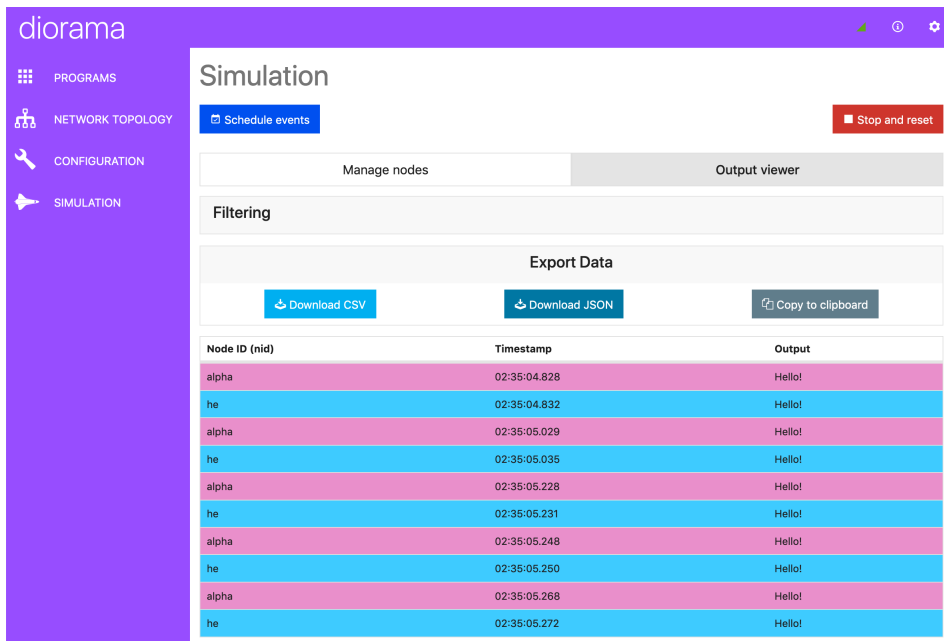 diorama
PROGRAMS
NETWORK TOPOLOGY
CONFIGURATION
SIMULATION
Simulation
Schedule events
Stop and reset
Manage nodes
Output viewer
Filtering
Export Data
Download CSV
Download JSON
Copy to clipboard
Node ID (nid) Timestamp Output
alpha 02:35:04.828 Hello!
he 02:35:04.832 Hello!
alpha 02:35:05.029 Hello!
he 02:35:05.035 Hello!
alpha 02:35:05.228 Hello!
he 02:35:05.231 Hello!
alpha 02:35:05.248 Hello!
he 02:35:05.250 Hello!
alpha 02:35:05.268 Hello!
he 02:35:05.272 Hello!